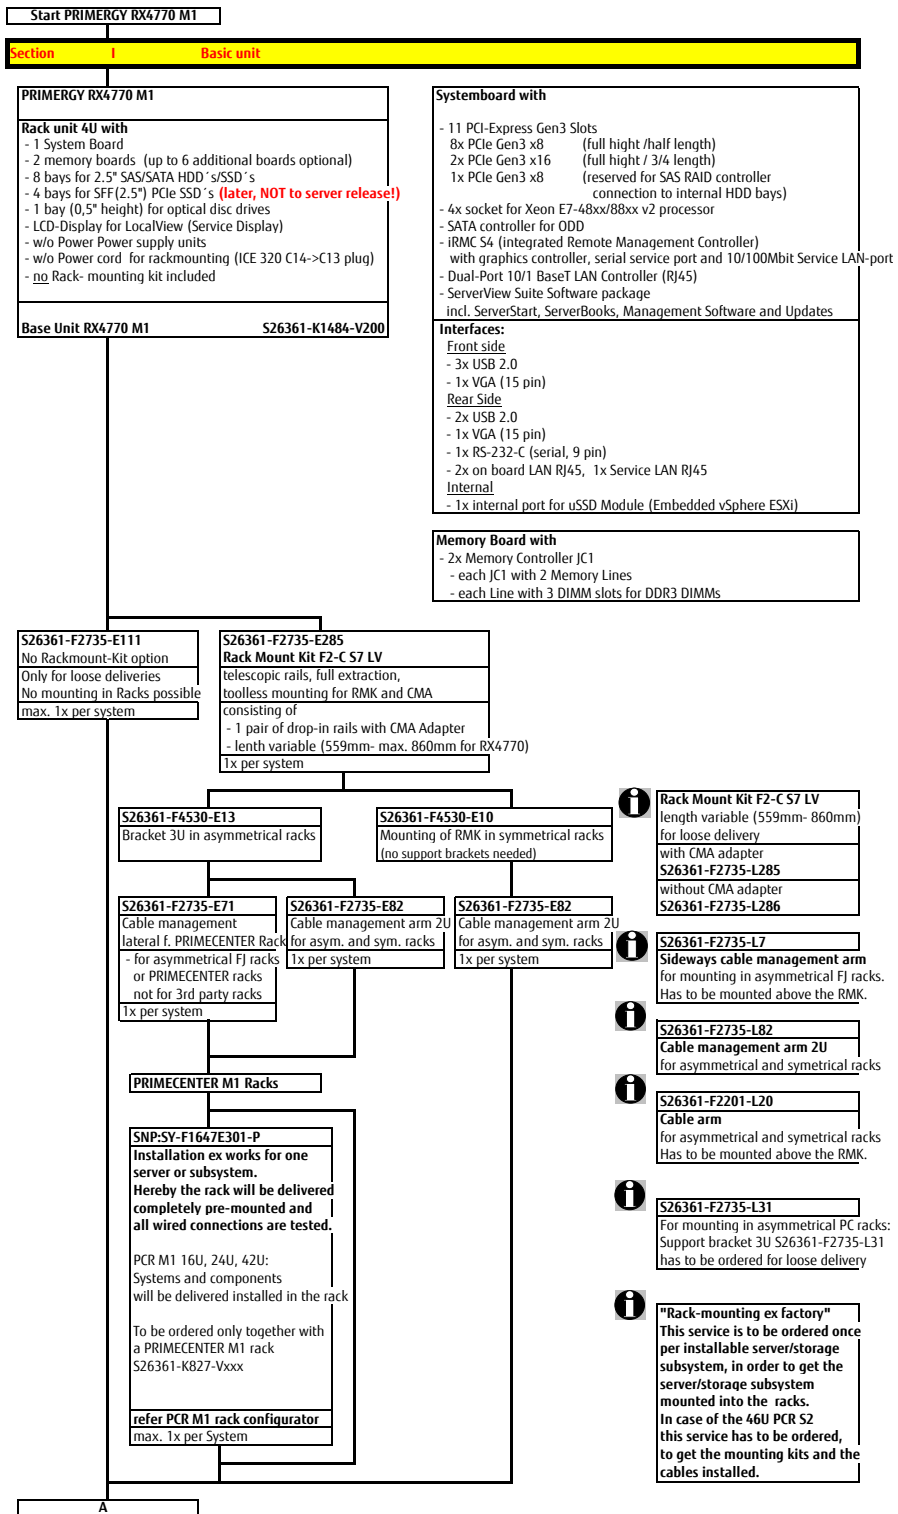 Start PRIMERGY RX4770 M1
Section I Basic unit
PRIMERGY RX4770 M1
Rack unit 4U with
- 1 System Board
- 2 memory boards (up to 6 additional boards optional)
- 8 bays for 2.5" SAS/SATA HDD´s/SSD´s
- 4 bays for SFF(2.5") PCIe SSD´s (later, NOT to server release!)
- 1 bay (0,5" height) for optical disc drives
- LCD-Display for LocalView (Service Display)
- w/o Power Power supply units
- w/o Power cord for rackmounting (ICE 320 C14->C13 plug)
- no Rack- mounting kit included
Base Unit RX4770 M1 S26361-K1484-V200
Systemboard with
- 11 PCI-Express Gen3 Slots
8x PCIe Gen3 x8 (full hight /half length)
2x PCIe Gen3 x16 (full hight / 3/4 length)
1x PCIe Gen3 x8 (reserved for SAS RAID controller
connection to internal HDD bays)
- 4x socket for Xeon E7-48xx/88xx v2 processor
- SATA controller for ODD
- iRMC S4 (integrated Remote Management Controller)
with graphics controller, serial service port and 10/100Mbit Service LAN-port
- Dual-Port 10/1 BaseT LAN Controller (RJ45)
- ServerView Suite Software package
incl. ServerStart, ServerBooks, Management Software and Updates
Interfaces:
Front side
- 3x USB 2.0
- 1x VGA (15 pin)
Rear Side
- 2x USB 2.0
- 1x VGA (15 pin)
- 1x RS-232-C (serial, 9 pin)
- 2x on board LAN RJ45, 1x Service LAN RJ45
Internal
- 1x internal port for uSSD Module (Embedded vSphere ESXi)
Memory Board with
- 2x Memory Controller JC1
- each JC1 with 2 Memory Lines
- each Line with 3 DIMM slots for DDR3 DIMMs
S26361-F2735-E111
No Rackmount-Kit option
Only for loose deliveries
No mounting in Racks possible
max. 1x per system
S26361-F2735-E285
Rack Mount Kit F2-C S7 LV
telescopic rails, full extraction,
toolless mounting for RMK and CMA
consisting of
- 1 pair of drop-in rails with CMA Adapter
- lenth variable (559mm- max. 860mm for RX4770)
1x per system
S26361-F4530-E13
Bracket 3U in asymmetrical racks
S26361-F4530-E10
Mounting of RMK in symmetrical racks
(no support brackets needed)
S26361-F2735-E71
Cable management
lateral f. PRIMECENTER Rack
- for asymmetrical FJ racks
or PRIMECENTER racks
not for 3rd party racks
1x per system
S26361-F2735-E82
Cable management arm 2U
for asym. and sym. racks
1x per system
S26361-F2735-E82
Cable management arm 2U
for asym. and sym. racks
1x per system
PRIMECENTER M1 Racks
SNP:SY-F1647E301-P
Installation ex works for one
server or subsystem.
Hereby the rack will be delivered
completely pre-mounted and
all wired connections are tested.
PCR M1 16U, 24U, 42U:
Systems and components
will be delivered installed in the rack
To be ordered only together with
a PRIMECENTER M1 rack
S26361-K827-Vxxx
refer PCR M1 rack configurator
max. 1x per System
Rack Mount Kit F2-C S7 LV
length variable (559mm- 860mm)
for loose delivery
with CMA adapter
S26361-F2735-L285
without CMA adapter
S26361-F2735-L286
S26361-F2735-L7
Sideways cable management arm
for mounting in asymmetrical FJ racks.
Has to be mounted above the RMK.
S26361-F2735-L82
Cable management arm 2U
for asymmetrical and symetrical racks
S26361-F2201-L20
Cable arm
for asymmetrical and symetrical racks
Has to be mounted above the RMK.
S26361-F2735-L31
For mounting in asymmetrical PC racks:
Support bracket 3U S26361-F2735-L31
has to be ordered for loose delivery
"Rack-mounting ex factory"
This service is to be ordered once
per installable server/storage
subsystem, in order to get the
server/storage subsystem
mounted into the racks.
In case of the 46U PCR S2
this service has to be ordered,
to get the mounting kits and the
cables installed.
A